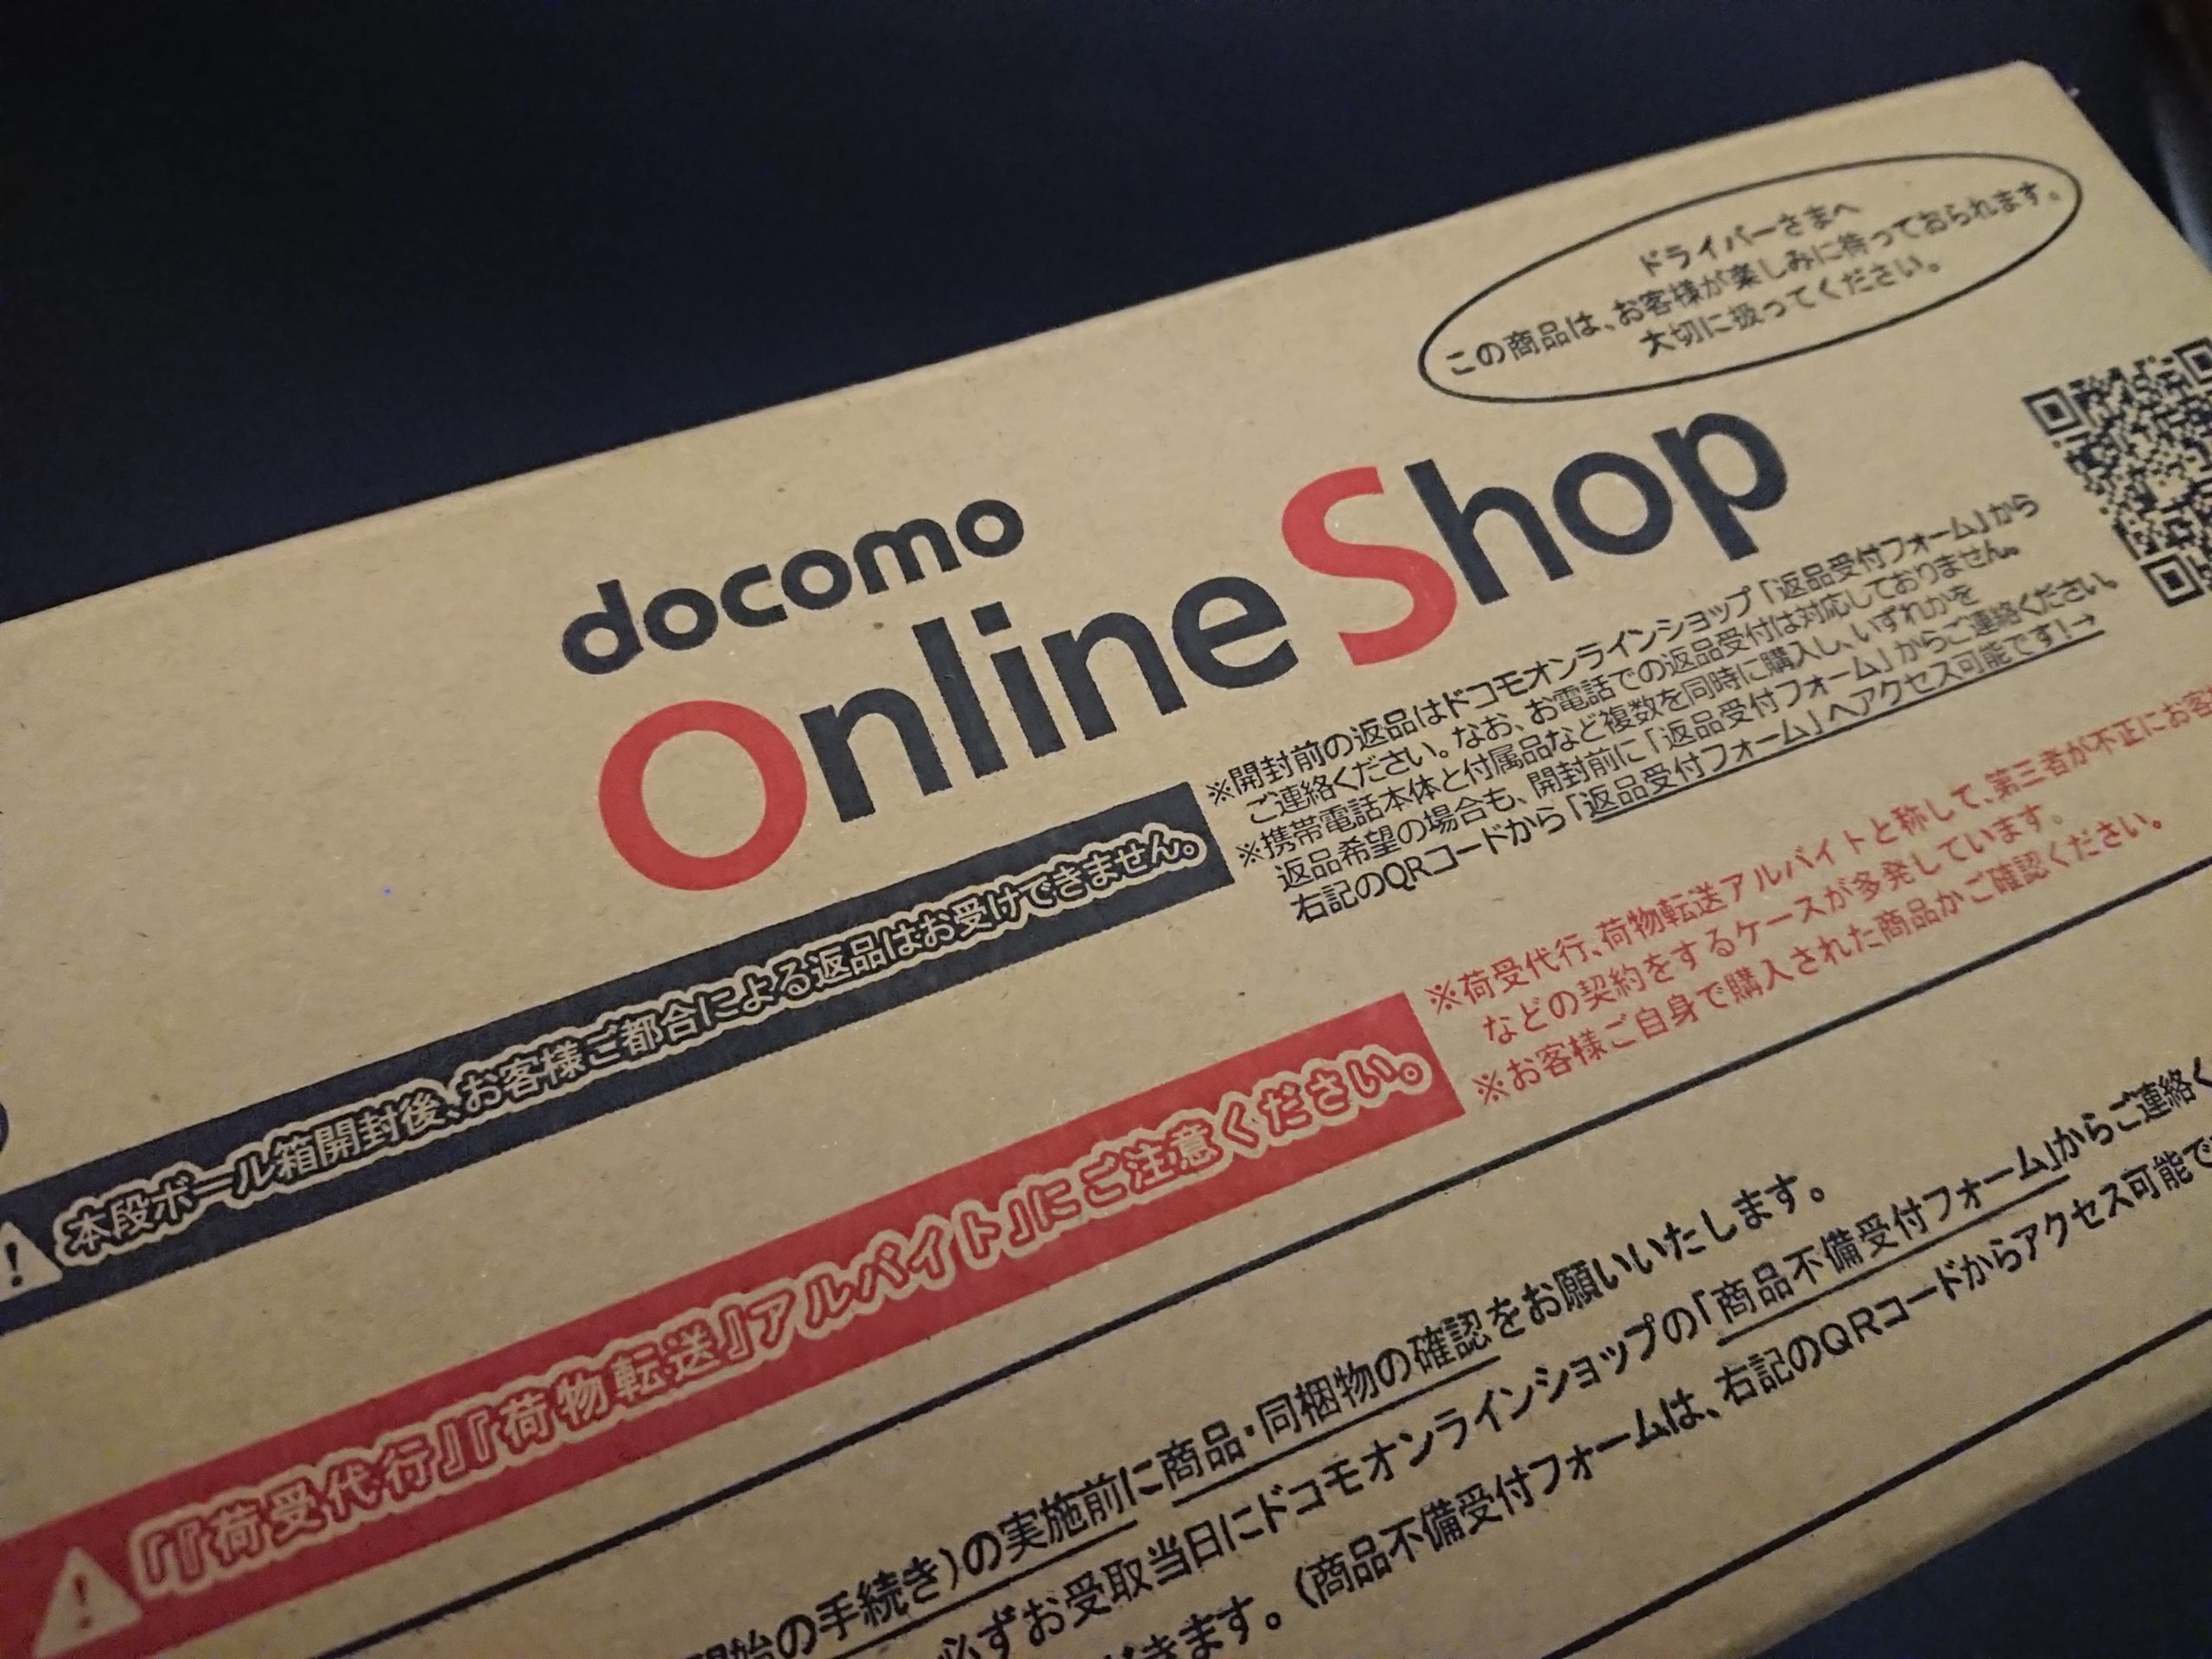 ドライバーさまへ
この商品は、お客様が楽しみに待っておられます。
大切に扱ってください。
docomo
Online Shop
※開封前の返品はドコモオンラインショップ「返品受付フォーム」から
ご連絡ください。なお、お電話での返品受付は対応しておりません。
※携帯電話本体と付属品など複数を同時に購入し、いずれかを
返品希望の場合も、開封前に「返品受付フォーム」からご連絡ください。
右記のQRコードから「返品受付フォーム」へアクセス可能です!→
本段ボール箱開封後、お客様ご都合による返品はお受けできません。
※荷受代行、荷物転送アルバイトと称して、第三者が不正にお客
などの契約をするケースが多発しています。
※お客様ご自身で購入された商品かご確認ください。
「『荷受代行』『荷物転送』アルバイト」にご注意ください。
開始の手続き)の実施前に商品・同梱物の確認をお願いいたします。
必ずお受取当日にドコモオンラインショップの「商品不備受付フォーム」からご連絡く
きます。(商品不備受付フォームは、右記のQRコードからアクセス可能で